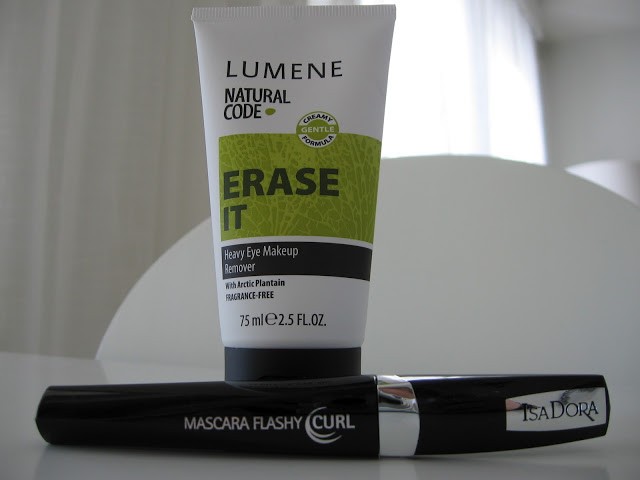 LUMENE
NATURAL
CODE
CREAMY
GENTLE
FORMULA
ERASE
IT
Heavy Eye Makeup
Remover
With Arctic Plantain
FRAGRANCE-FREE
75 ml ℮ 2.5 FL.OZ.
MASCARA FLASHY CURL
ISADORA